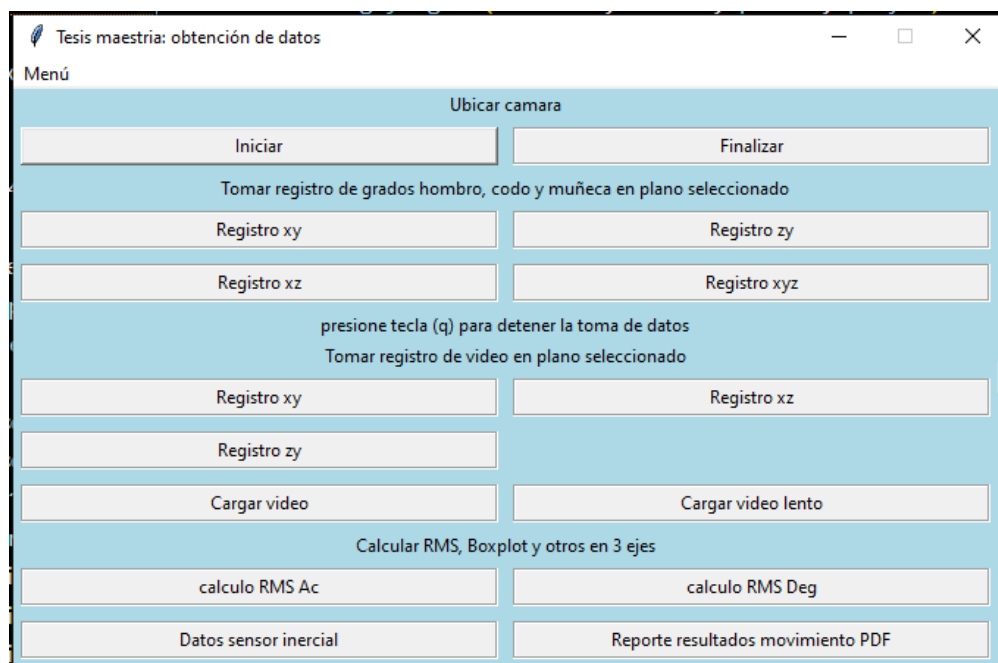 Tesis maestria: obtención de datos
Menú
Ubicar camara
Iniciar Finalizar
Tomar registro de grados hombro, codo y muñeca en plano seleccionado
Registro xy Registro zy
Registro xz Registro xyz
presione tecla (q) para detener la toma de datos
Tomar registro de video en plano seleccionado
Registro xy Registro xz
Registro zy
Cargar video Cargar video lento
Calcular RMS, Boxplot y otros en 3 ejes
calculo RMS Ac calculo RMS Deg
Datos sensor inercial Reporte resultados movimiento PDF